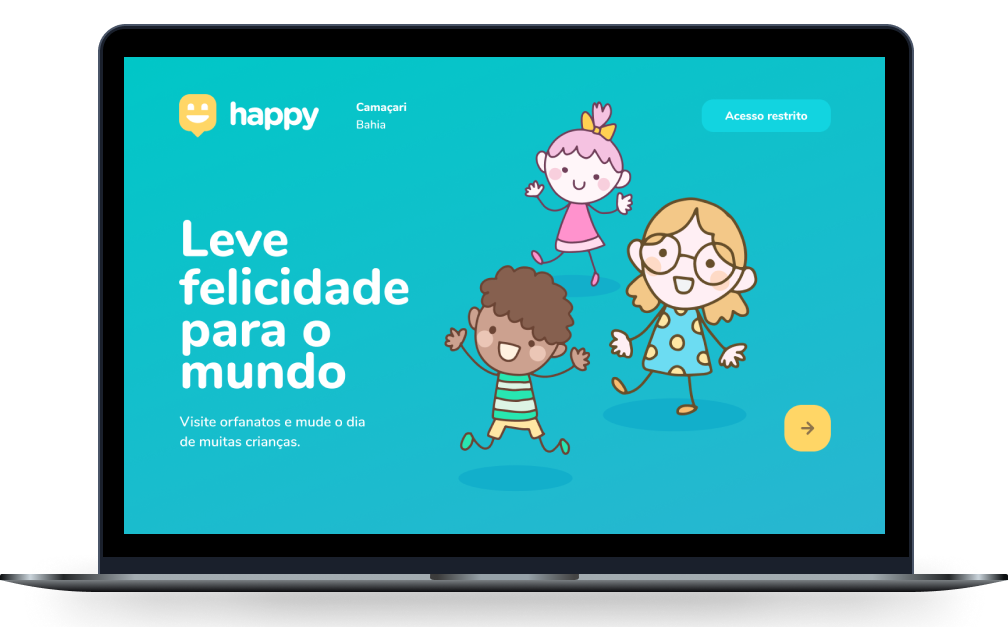 happy
Camaçari
Bahia
Acesso restrito
Leve
felicidade
para o
mundo
Visite orfanatos e mude o dia
de muitas crianças.